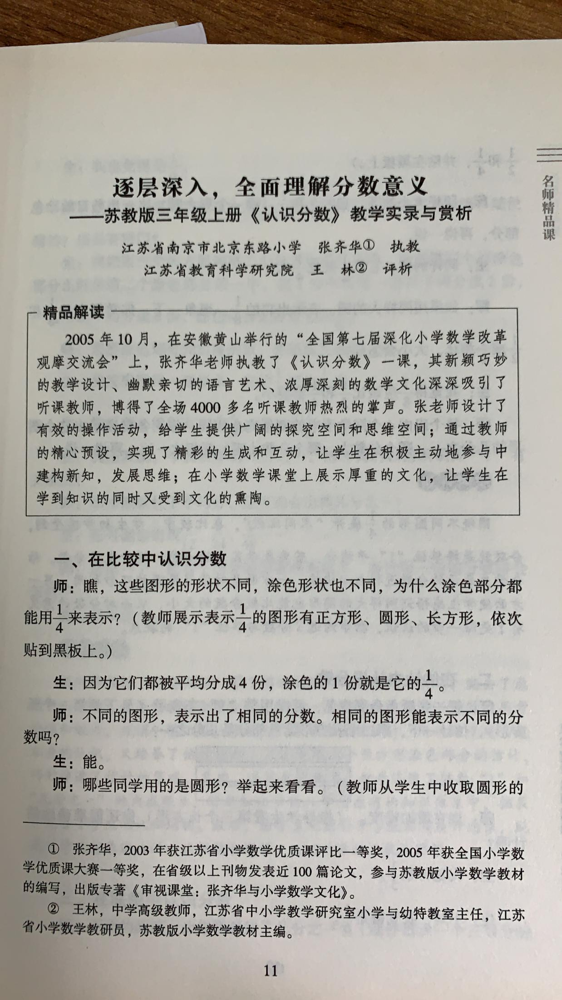 名师精品课
逐层深入，全面理解分数意义
——苏教版三年级上册《认识分数》教学实录与赏析
江苏省南京市北京东路小学 张齐华① 执教
江苏省教育科学研究院 王 林② 评析
精品解读
2005 年 10 月，在安徽黄山举行的“全国第七届深化小学数学改革
观摩交流会”上，张齐华老师执教了《认识分数》一课，其新颖巧妙
的教学设计、幽默亲切的语言艺术、浓厚深刻的数学文化深深吸引了
听课教师，博得了全场 4000 多名听课教师热烈的掌声。张老师设计了
有效的操作活动，给学生提供广阔的探究空间和思维空间；通过教师
的精心预设，实现了精彩的生成和互动，让学生在积极主动地参与中
建构新知，发展思维；在小学数学课堂上展示厚重的文化，让学生在
学到知识的同时又受到文化的熏陶。
一、在比较中认识分数
师：瞧，这些图形的形状不同，涂色形状也不同，为什么涂色部分都
能用1/4来表示？（教师展示表示1/4的图形有正方形、圆形、长方形，依次
贴到黑板上。）
生：因为它们都被平均分成 4 份，涂色的 1 份就是它的1/4。
师：不同的图形，表示出了相同的分数。相同的图形能表示不同的分
数吗？
生：能。
师：哪些同学用的是圆形？举起来看看。（教师从学生中收取圆形的
① 张齐华，2003 年获江苏省小学数学优质课评比一等奖，2005 年获全国小学数
学优质课大赛一等奖，在省级以上刊物发表近 100 篇论文，参与苏教版小学数学教材
的编写，出版专著《审视课堂：张齐华与小学数学文化》。
② 王林，中学高级教师，江苏省中小学教学研究室小学与幼特教室主任，江苏
省小学数学教研员，苏教版小学数学教材主编。
11